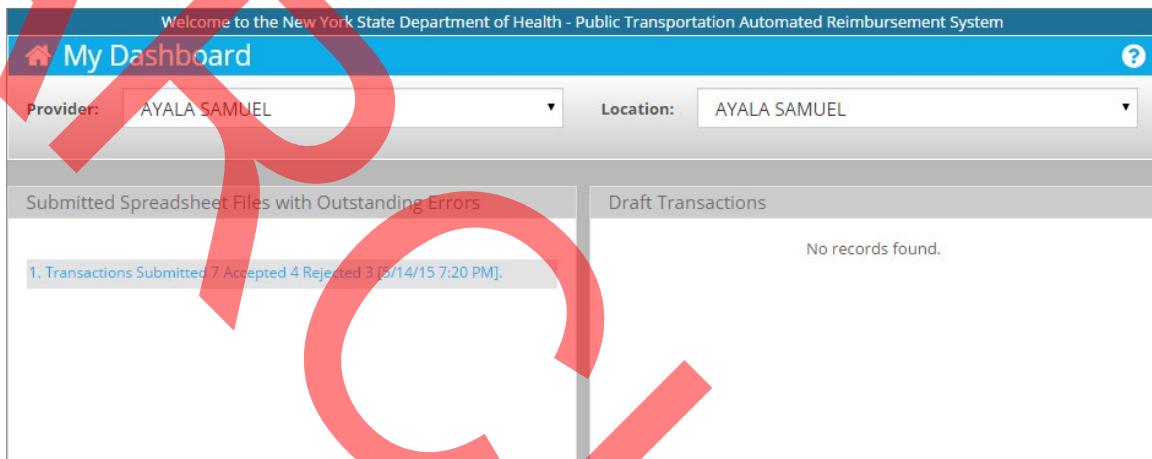 Welcome to the New York State Department of Health - Public Transportation Automated Reimbursement System
My Dashboard
?
Provider: AYALA SAMUEL Location: AYALA SAMUEL
Submitted Spreadsheet Files with Outstanding Errors
1. Transactions Submitted 7 Accepted 4 Rejected 3 [5/14/15 7:20 PM].
Draft Transactions
No records found.